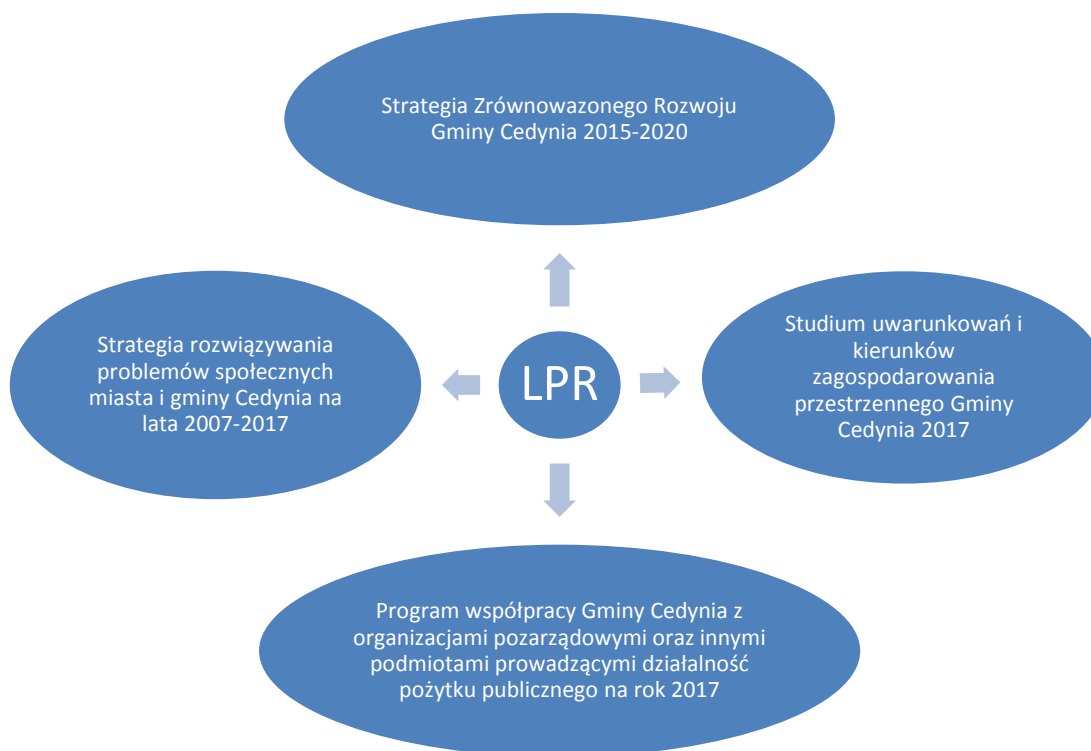 Strategia Zrównowazonego Rozwoju
Gminy Cedynia 2015-2020
Strategia rozwiązywania
problemów społecznych
miasta i gminy Cedynia na
lata 2007-2017
LPR
Studium uwarunkowań i
kierunków
zagospodarowania
przestrzennego Gminy
Cedynia 2017
Program współpracy Gminy Cedynia z
organizacjami pozarządowymi oraz innymi
podmiotami prowadzącymi działalność
pożytku publicznego na rok 2017